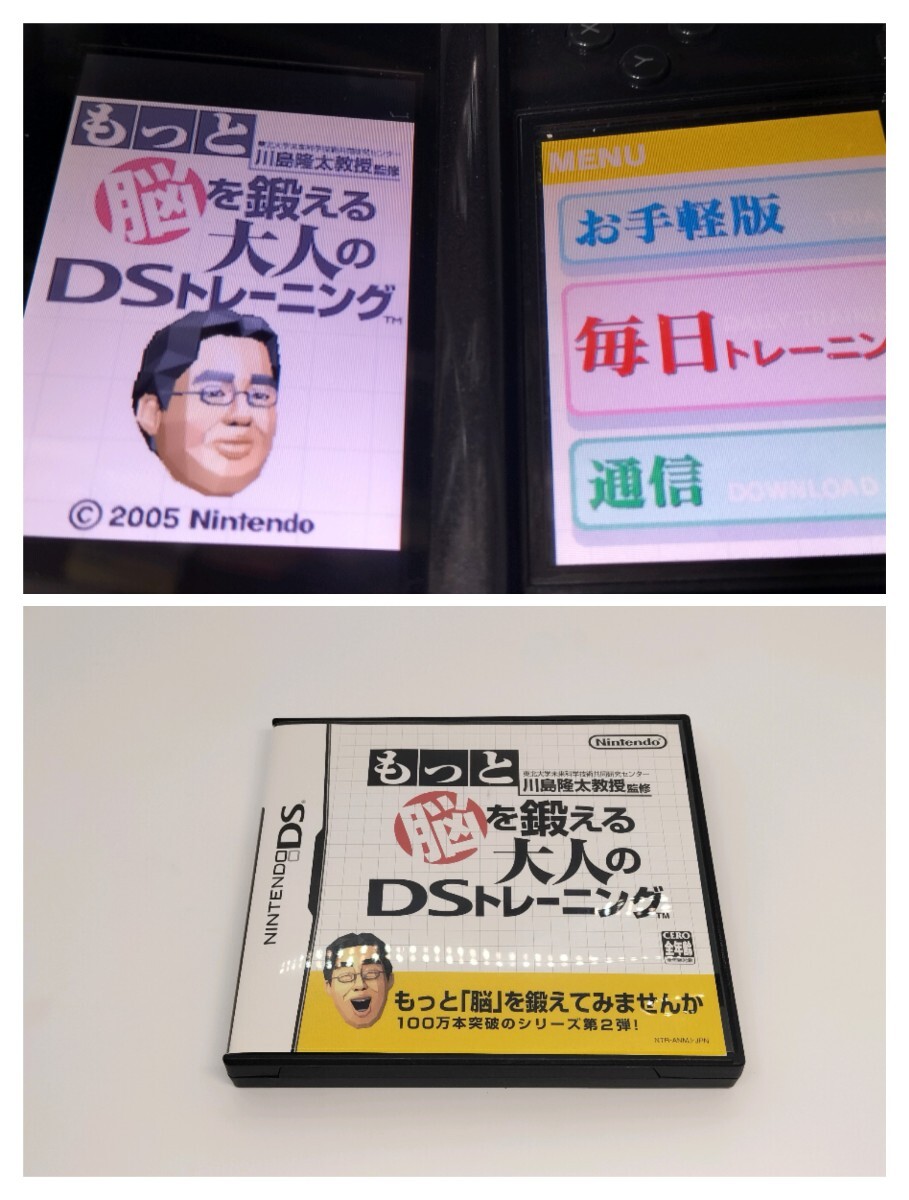 もっと
東北大学未来科学技術共同研究センター
川島隆太教授監修
脳を鍛える
大人の
DSトレーニング™
© 2005 Nintendo
X
Y
MENU
お手軽版
毎日トレーニン
通信 DOWNLOAD
Nintendo
NINTENDO DS
もっと
東北大学未来科学技術共同研究センター
川島隆太教授監修
脳を鍛える
大人の
DSトレーニング™
CERO
全年齢
もっと「脳」を鍛えてみませんか
100万本突破のシリーズ第2弾!